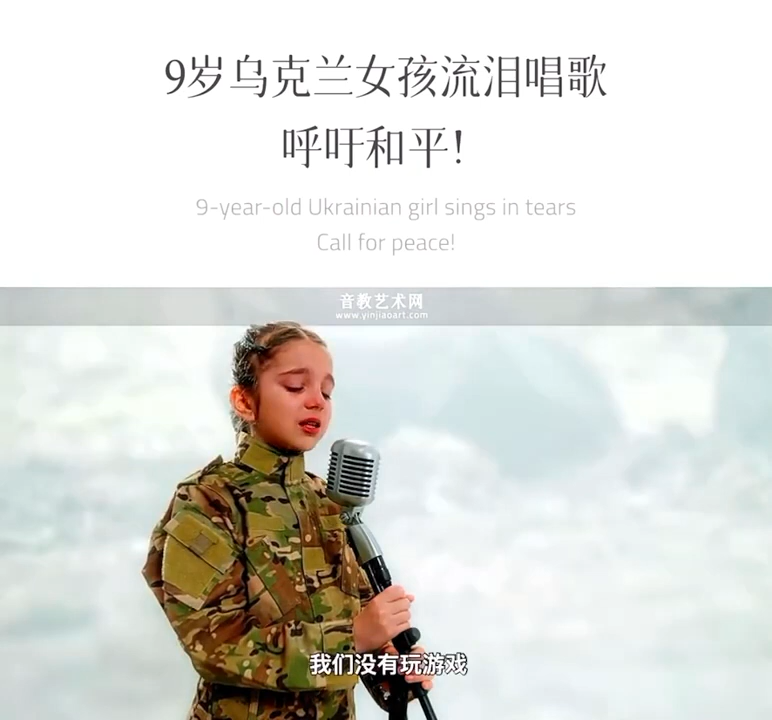 9岁乌克兰女孩流泪唱歌
呼吁和平!
9-year-old Ukrainian girl sings in tears
Call for peace!
音教艺术网
www.yinjiaoart.com
我们没有玩游戏